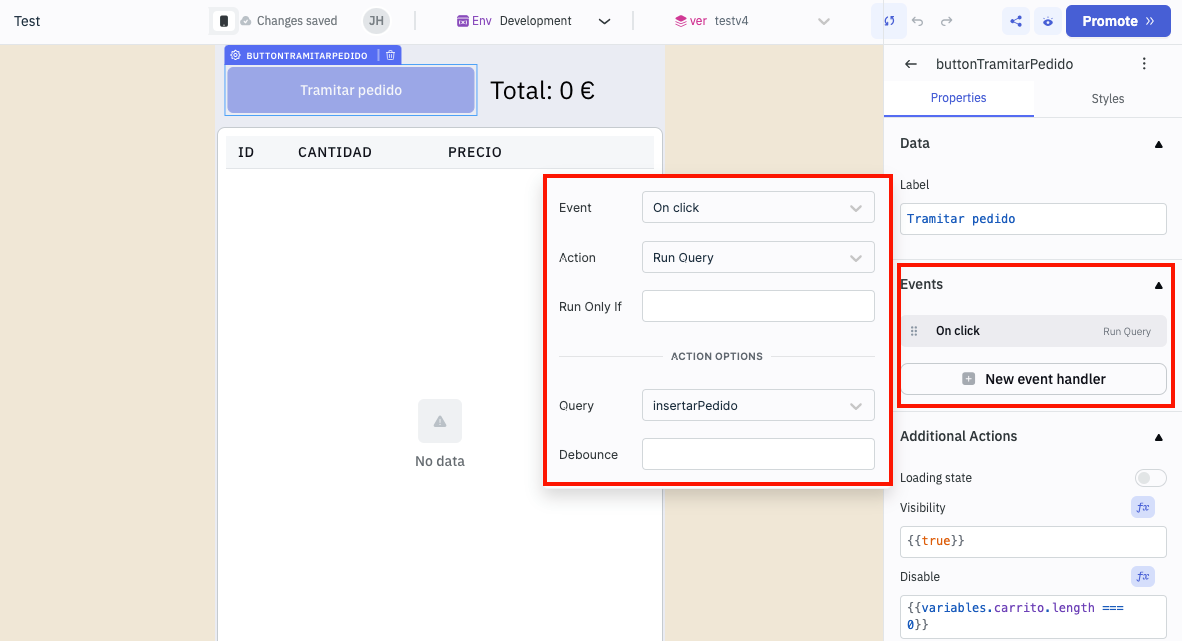 Test
Changes saved
JH
Env Development
ver testv4
Promote »
BUTTONTRAMITARPEDIDO
Tramitar pedido
Total: 0 €
ID CANTIDAD PRECIO
No data
Event On click
Action Run Query
Run Only If
ACTION OPTIONS
Query insertarPedido
Debounce
buttonTramitarPedido
Properties Styles
Data
Label
Tramitar pedido
Events
On click Run Query
New event handler
Additional Actions
Loading state
Visibility fx
{{true}}
Disable fx
{{variables.carrito.length ===
0}}